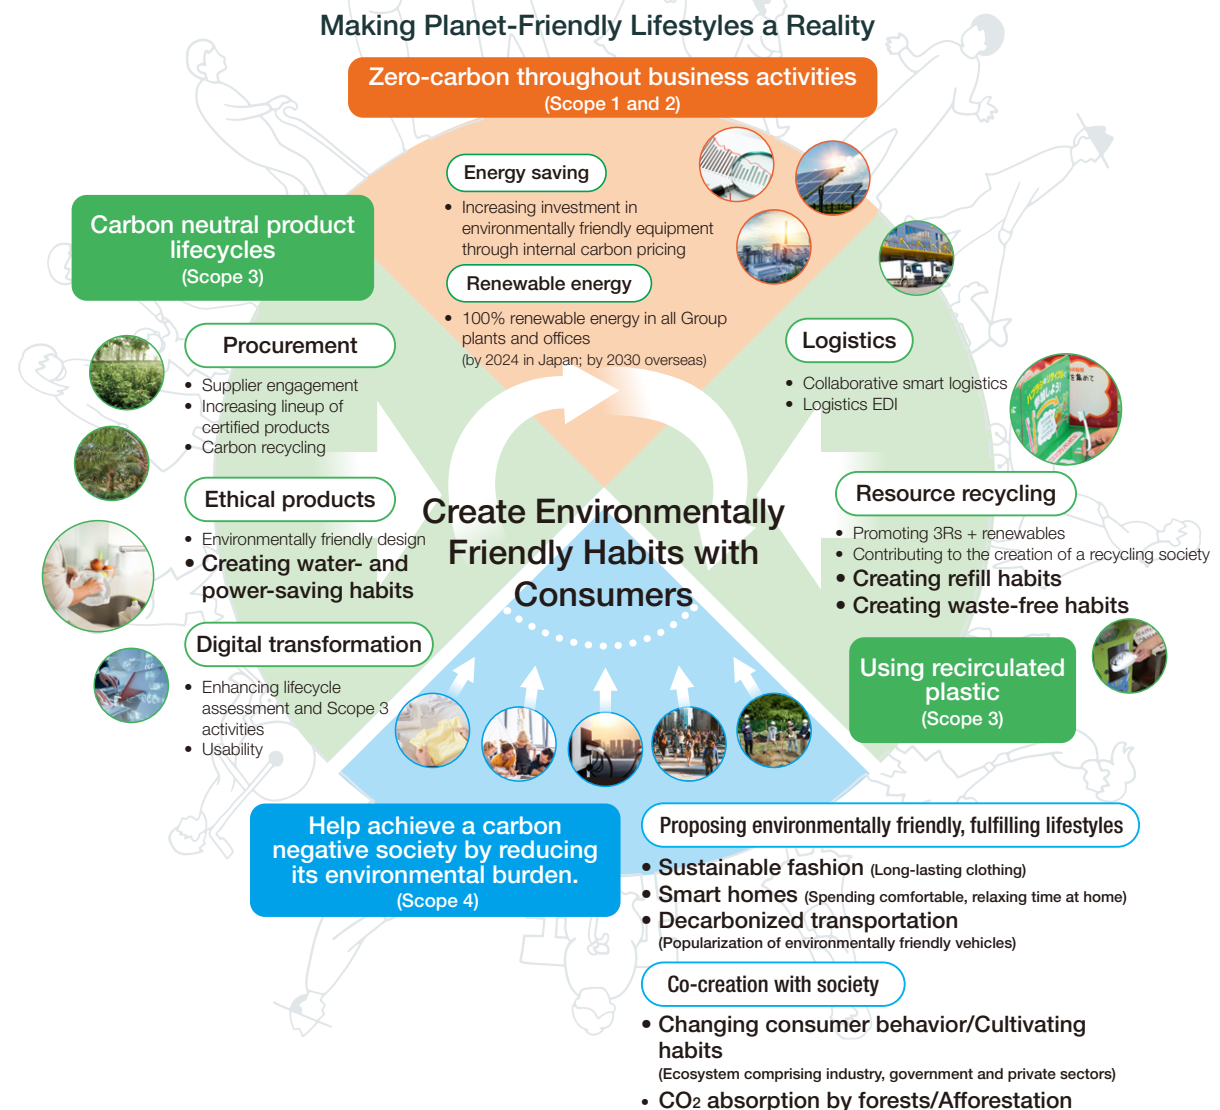 Making Planet-Friendly Lifestyles a Reality
Zero-carbon throughout business activities
(Scope 1 and 2)
Energy saving
• Increasing investment in
environmentally friendly equipment
through internal carbon pricing
Renewable energy
• 100% renewable energy in all Group
plants and offices
(by 2024 in Japan; by 2030 overseas)
Carbon neutral product
lifecycles
(Scope 3)
Procurement
• Supplier engagement
• Increasing lineup of
certified products
• Carbon recycling
Ethical products
• Environmentally friendly design
• Creating water- and
power-saving habits
Digital transformation
• Enhancing lifecycle
assessment and Scope 3
activities
• Usability
Logistics
• Collaborative smart logistics
• Logistics EDI
を集めて
Resource recycling
• Promoting 3Rs + renewables
• Contributing to the creation of a recycling society
• Creating refill habits
• Creating waste-free habits
Using recirculated
plastic
(Scope 3)
Create Environmentally
Friendly Habits with
Consumers
Help achieve a carbon
negative society by reducing
its environmental burden.
(Scope 4)
Proposing environmentally friendly, fulfilling lifestyles
• Sustainable fashion (Long-lasting clothing)
• Smart homes (Spending comfortable, relaxing time at home)
• Decarbonized transportation
(Popularization of environmentally friendly vehicles)
Co-creation with society
• Changing consumer behavior/Cultivating
habits
(Ecosystem comprising industry, government and private sectors)
• CO2 absorption by forests/Afforestation